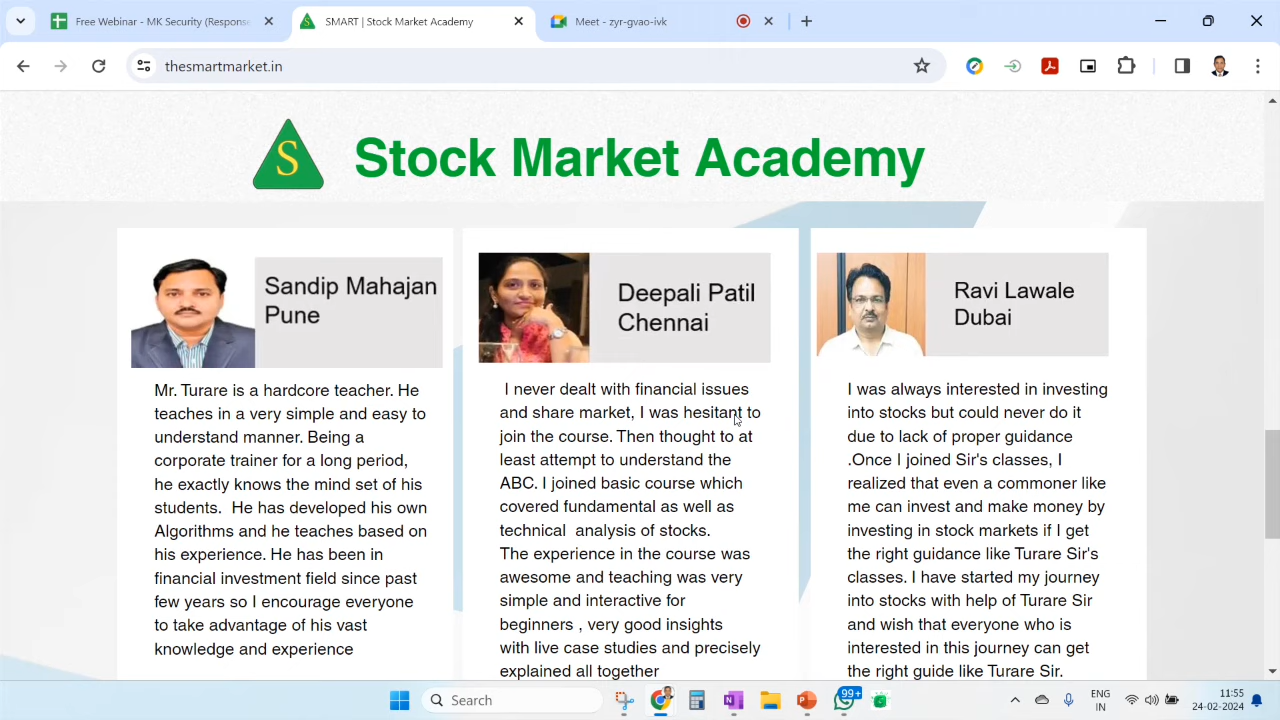 Free Webinar - MK Security (Respons
SMART | Stock Market Academy
Meet - zyr-gvao-ivk
thesmartmarket.in
S
Stock Market Academy
Sandip Mahajan
Pune
Mr. Turare is a hardcore teacher. He
teaches in a very simple and easy to
understand manner. Being a
corporate trainer for a long period,
he exactly knows the mind set of his
students.  He has developed his own
Algorithms and he teaches based on
his experience. He has been in
financial investment field since past
few years so I encourage everyone
to take advantage of his vast
knowledge and experience
Deepali Patil
Chennai
I never dealt with financial issues
and share market, I was hesitant to
join the course. Then thought to at
least attempt to understand the
ABC. I joined basic course which
covered fundamental as well as
technical  analysis of stocks.
The experience in the course was
awesome and teaching was very
simple and interactive for
beginners , very good insights
with live case studies and precisely
explained all together
Ravi Lawale
Dubai
I was always interested in investing
into stocks but could never do it
due to lack of proper guidance
.Once I joined Sir's classes, I
realized that even a commoner like
me can invest and make money by
investing in stock markets if I get
the right guidance like Turare Sir's
classes. I have started my journey
into stocks with help of Turare Sir
and wish that everyone who is
interested in this journey can get
the right guide like Turare Sir.
Search
99+
ENG
IN
11:55
24-02-2024